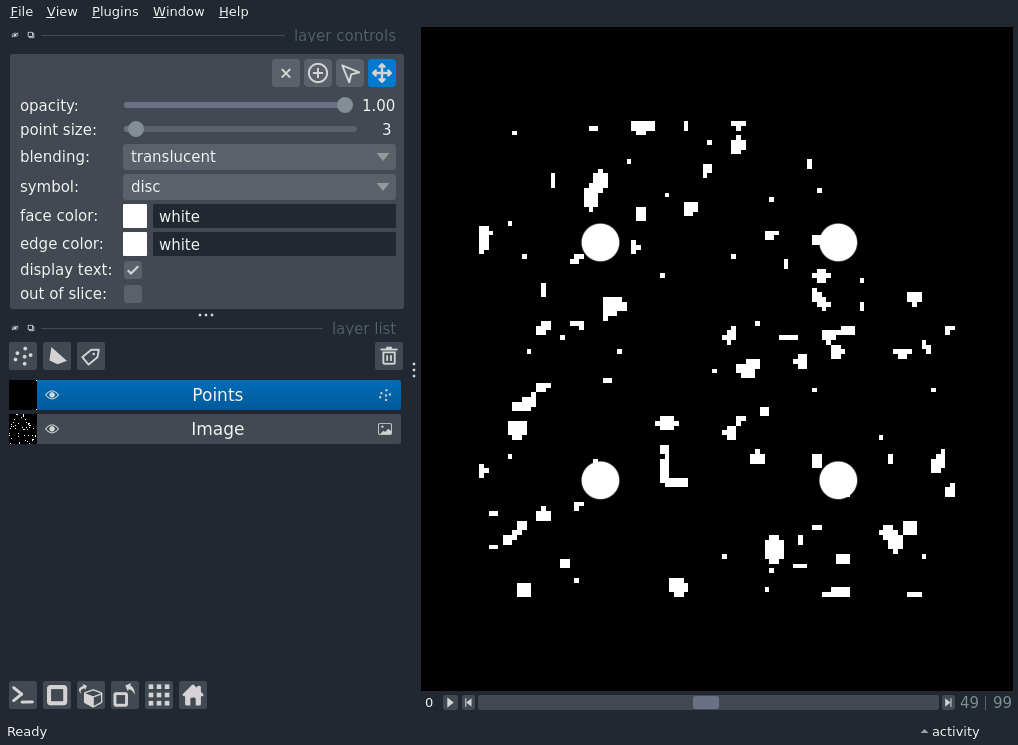 File View Plugins Window Help
layer controls
opacity: 1.00
point size: 3
blending: translucent
symbol: disc
face color: white
edge color: white
display text:
out of slice:
layer list
Points
Image
0 49 | 99
Ready activity